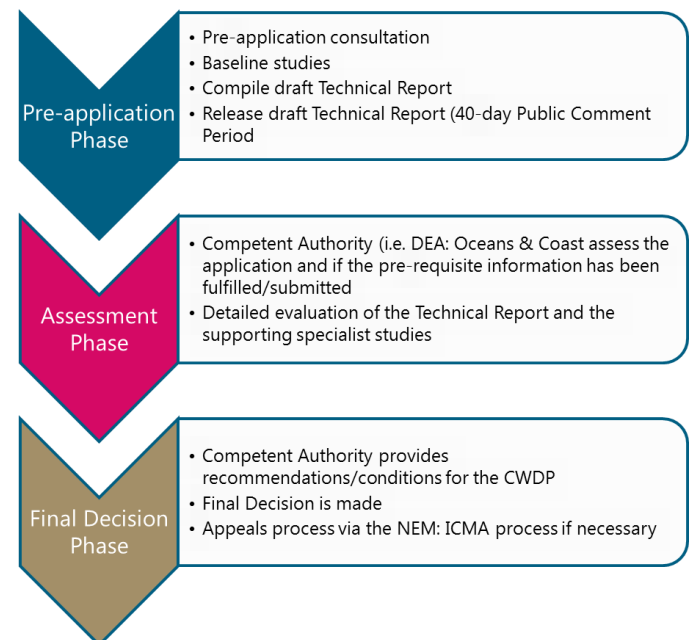 Pre-application
Phase
• Pre-application consultation
• Baseline studies
• Compile draft Technical Report
• Release draft Technical Report (40-day Public Comment
Period
Assessment
Phase
• Competent Authority (i.e. DEA: Oceans & Coast assess the
application and if the pre-requisite information has been
fulfilled/submitted
• Detailed evaluation of the Technical Report and the
supporting specialist studies
Final Decision
Phase
• Competent Authority provides
recommendations/conditions for the CWDP
• Final Decision is made
• Appeals process via the NEM: ICMA process if necessary